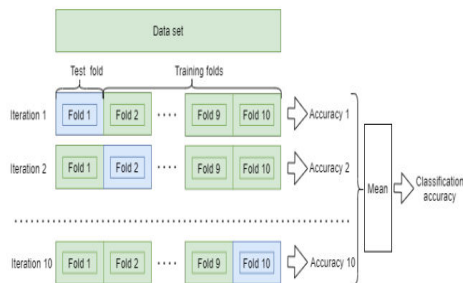 Data set
Test fold
Training folds
Iteration 1
Fold 1
Fold 2
....
Fold 9
Fold 10
Accuracy 1
Iteration 2
Fold 1
Fold 2
....
Fold 9
Fold 10
Accuracy 2
Mean
Classification
accuracy
Iteration 10
Fold 1
Fold 2
....
Fold 9
Fold 10
Accuracy 10